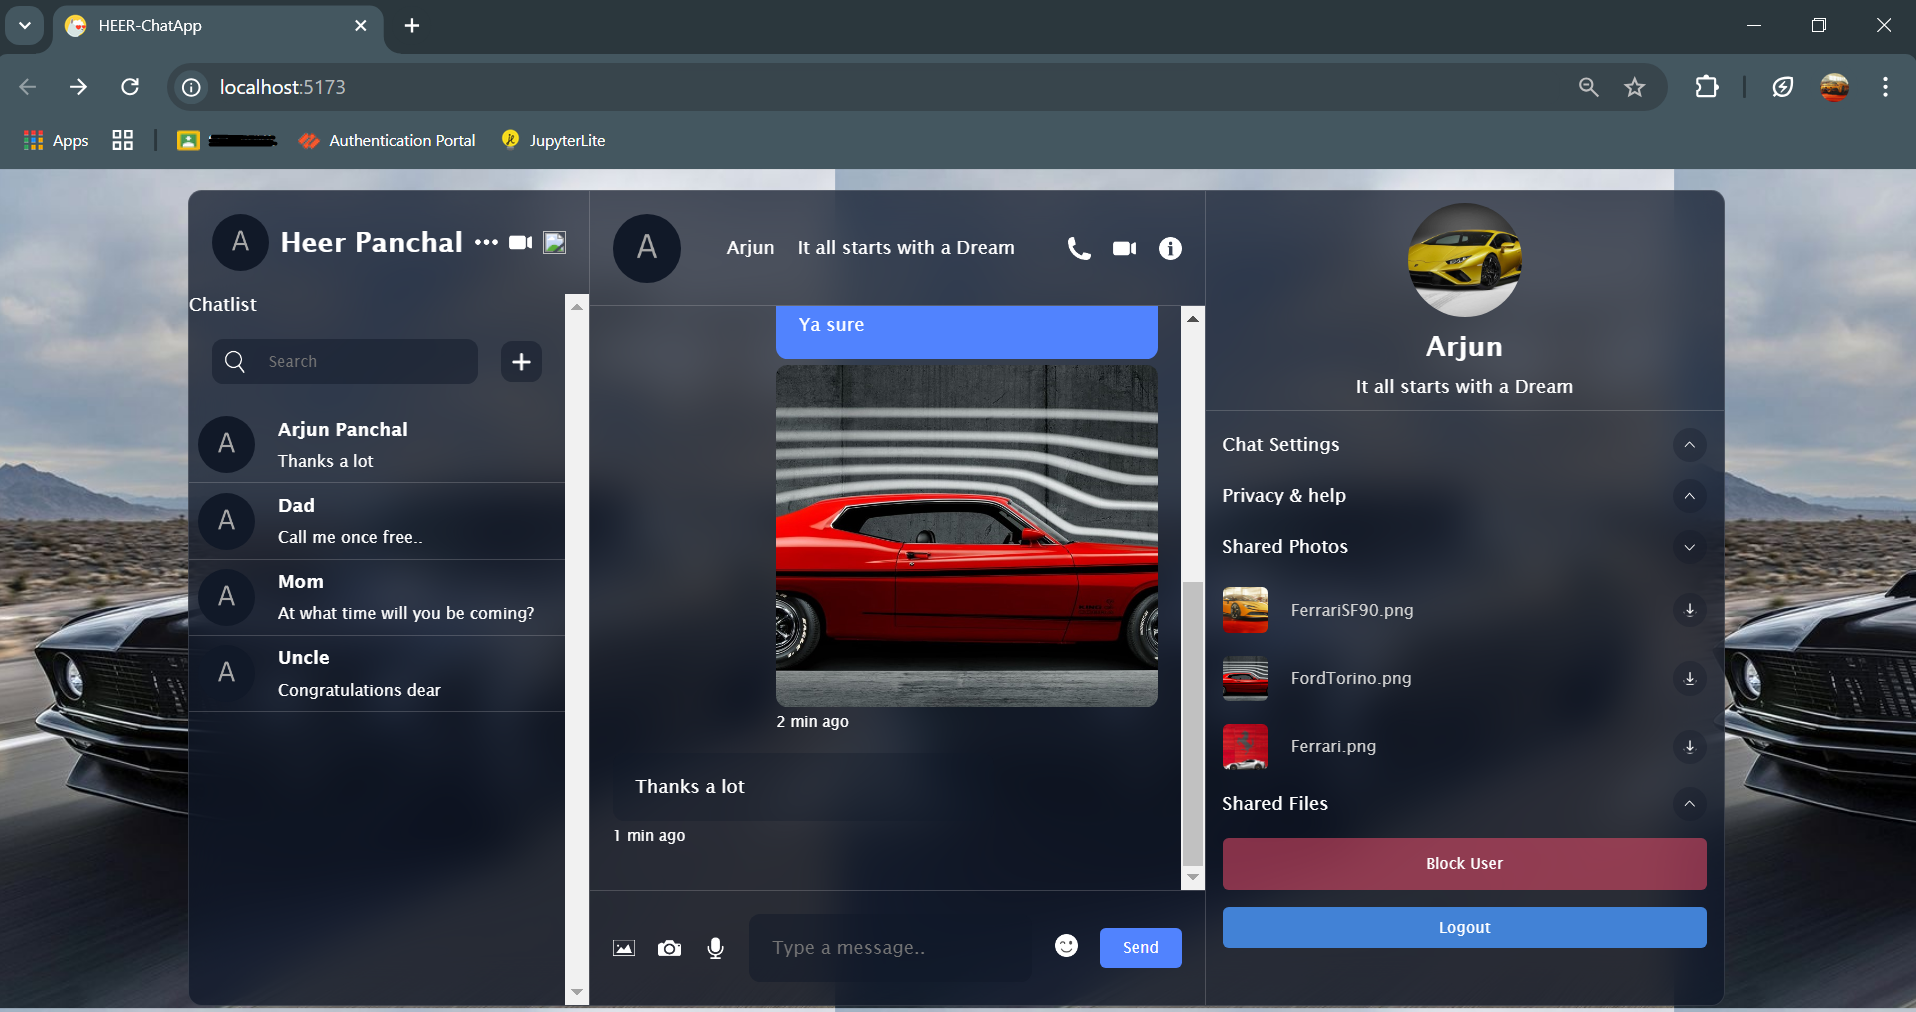 HEER-ChatApp
localhost:5173
Apps
Authentication Portal
JupyterLite
A
Heer Panchal
Chatlist
Search
A
Arjun Panchal
Thanks a lot
A
Dad
Call me once free..
A
Mom
At what time will you be coming?
A
Uncle
Congratulations dear
A
Arjun It all starts with a Dream
Ya sure
2 min ago
Thanks a lot
1 min ago
Type a message..
Send
Arjun
It all starts with a Dream
Chat Settings
Privacy & help
Shared Photos
FerrariSF90.png
FordTorino.png
Ferrari.png
Shared Files
Block User
Logout